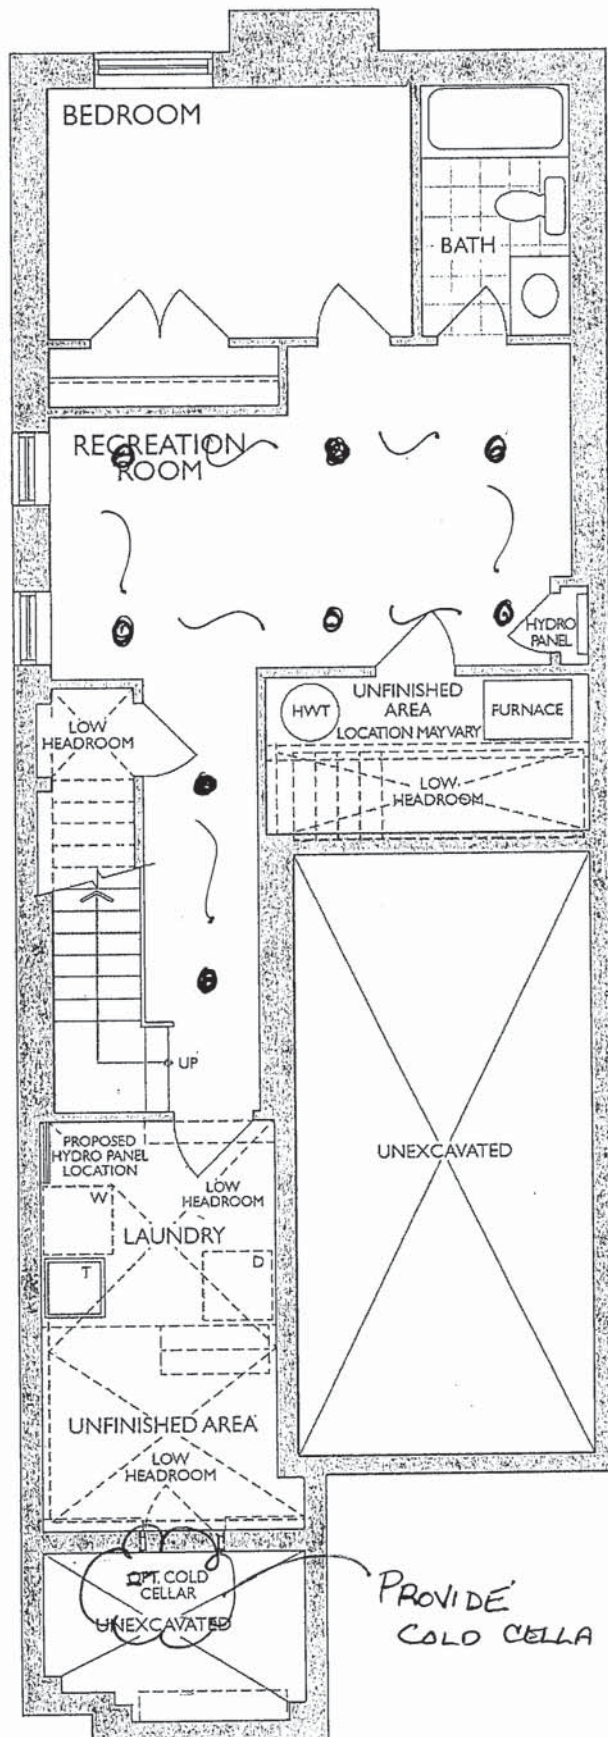 BEDROOM
BATH
RECREATION
ROOM
HYDRO
PANEL
LOW
HEADROOM
HWT
UNFINISHED
AREA
LOCATION MAY VARY
FURNACE
LOW
HEADROOM
UP
PROPOSED
HYDRO PANEL
LOCATION
W
LOW
HEADROOM
LAUNDRY
T
D
UNEXCAVATED
UNFINISHED AREA
LOW
HEADROOM
OPT. COLD
CELLAR
UNEXCAVATED
PROVIDE
COLD CELLA